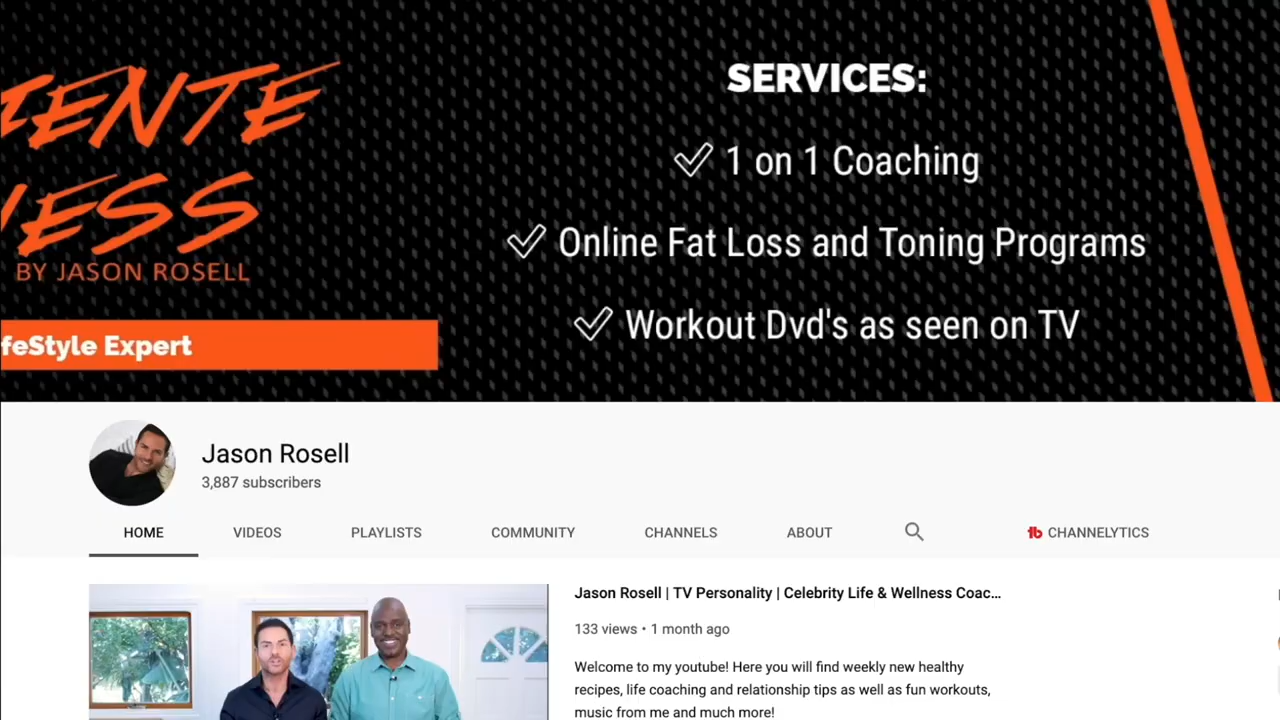 IENTE
NESS
BY JASON ROSELL
feStyle Expert
SERVICES:
1 on 1 Coaching
Online Fat Loss and Toning Programs
Workout Dvd's as seen on TV
Jason Rosell
3,887 subscribers
HOME VIDEOS PLAYLISTS COMMUNITY CHANNELS ABOUT CHANNELYTICS
Jason Rosell | TV Personality | Celebrity Life & Wellness Coac...
133 views • 1 month ago
Welcome to my youtube! Here you will find weekly new healthy
recipes, life coaching and relationship tips as well as fun workouts,
music from me and much more!